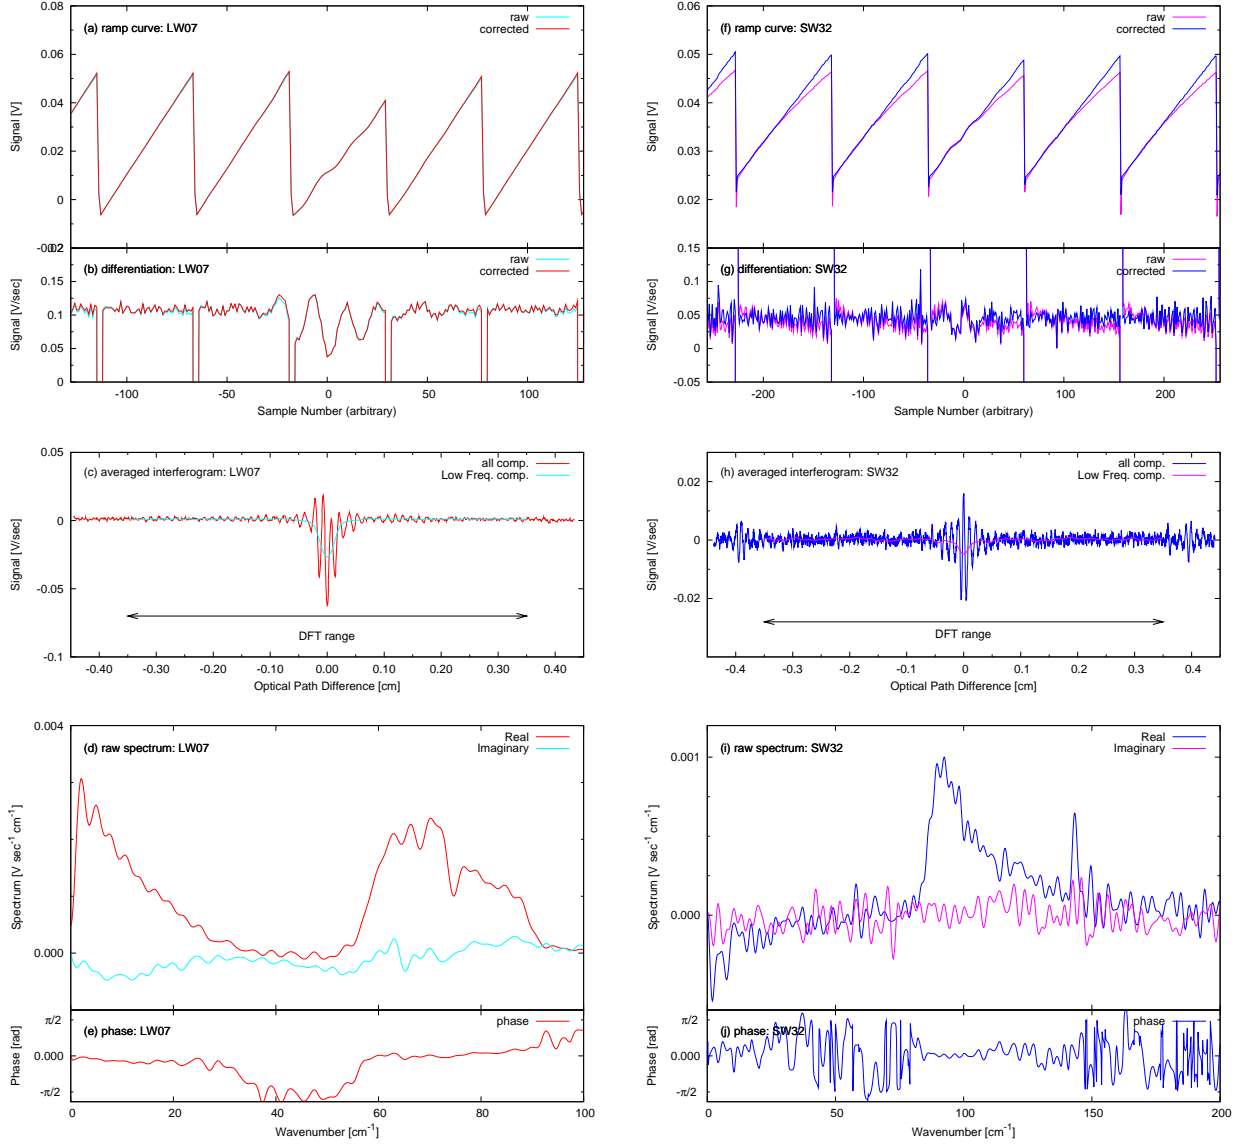 (a) ramp curve: LW07
raw
corrected
Signal [V]
0.08
0.06
0.04
0.02
0
-0.02
(b) differentiation: LW07
raw
corrected
Signal [V/sec]
0.2
0.15
0.1
0.05
0
-100
-50
0
50
100
Sample Number (arbitrary)
(c) averaged interferogram: LW07
all comp.
Low Freq. comp.
Signal [V/sec]
0.05
0
-0.05
-0.1
DFT range
-0.40
-0.30
-0.20
-0.10
0.00
0.10
0.20
0.30
0.40
Optical Path Difference [cm]
(d) raw spectrum: LW07
Real
Imaginary
Spectrum [V sec⁻¹ cm⁻¹]
0.004
0.000
(e) phase: LW07
phase
Phase [rad]
π/2
0.000
-π/2
0
20
40
60
80
100
Wavenumber [cm⁻¹]
(f) ramp curve: SW32
raw
corrected
Signal [V]
0.06
0.05
0.04
0.03
0.02
(g) differentiation: SW32
raw
corrected
Signal [V/sec]
0.15
0.1
0.05
0
-0.05
-200
-150
-100
-50
0
50
100
150
200
250
Sample Number (arbitrary)
(h) averaged interferogram: SW32
all comp.
Low Freq. comp.
Signal [V/sec]
0.02
0
-0.02
DFT range
-0.4
-0.3
-0.2
-0.1
0
0.1
0.2
0.3
0.4
Optical Path Difference [cm]
(i) raw spectrum: SW32
Real
Imaginary
Spectrum [V sec⁻¹ cm⁻¹]
0.001
0.000
(j) phase: SW32
phase
Phase [rad]
π/2
0.000
-π/2
0
50
100
150
200
Wavenumber [cm⁻¹]